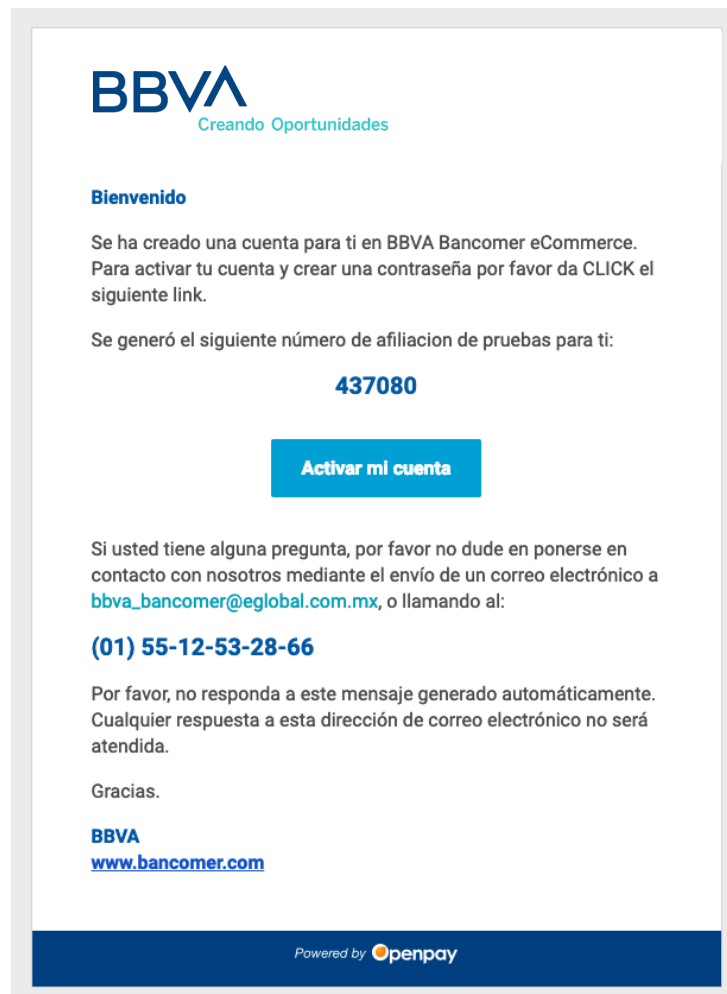 BBVA
Creando Oportunidades
Bienvenido
Se ha creado una cuenta para ti en BBVA Bancomer eCommerce.
Para activar tu cuenta y crear una contraseña por favor da CLICK el
siguiente link.
Se generó el siguiente número de afiliacion de pruebas para ti:
437080
Activar mi cuenta
Si usted tiene alguna pregunta, por favor no dude en ponerse en
contacto con nosotros mediante el envío de un correo electrónico a
bbva_bancomer@eglobal.com.mx, o llamando al:
(01) 55-12-53-28-66
Por favor, no responda a este mensaje generado automáticamente.
Cualquier respuesta a esta dirección de correo electrónico no será
atendida.
Gracias.
BBVA
www.bancomer.com
Powered by Openpay